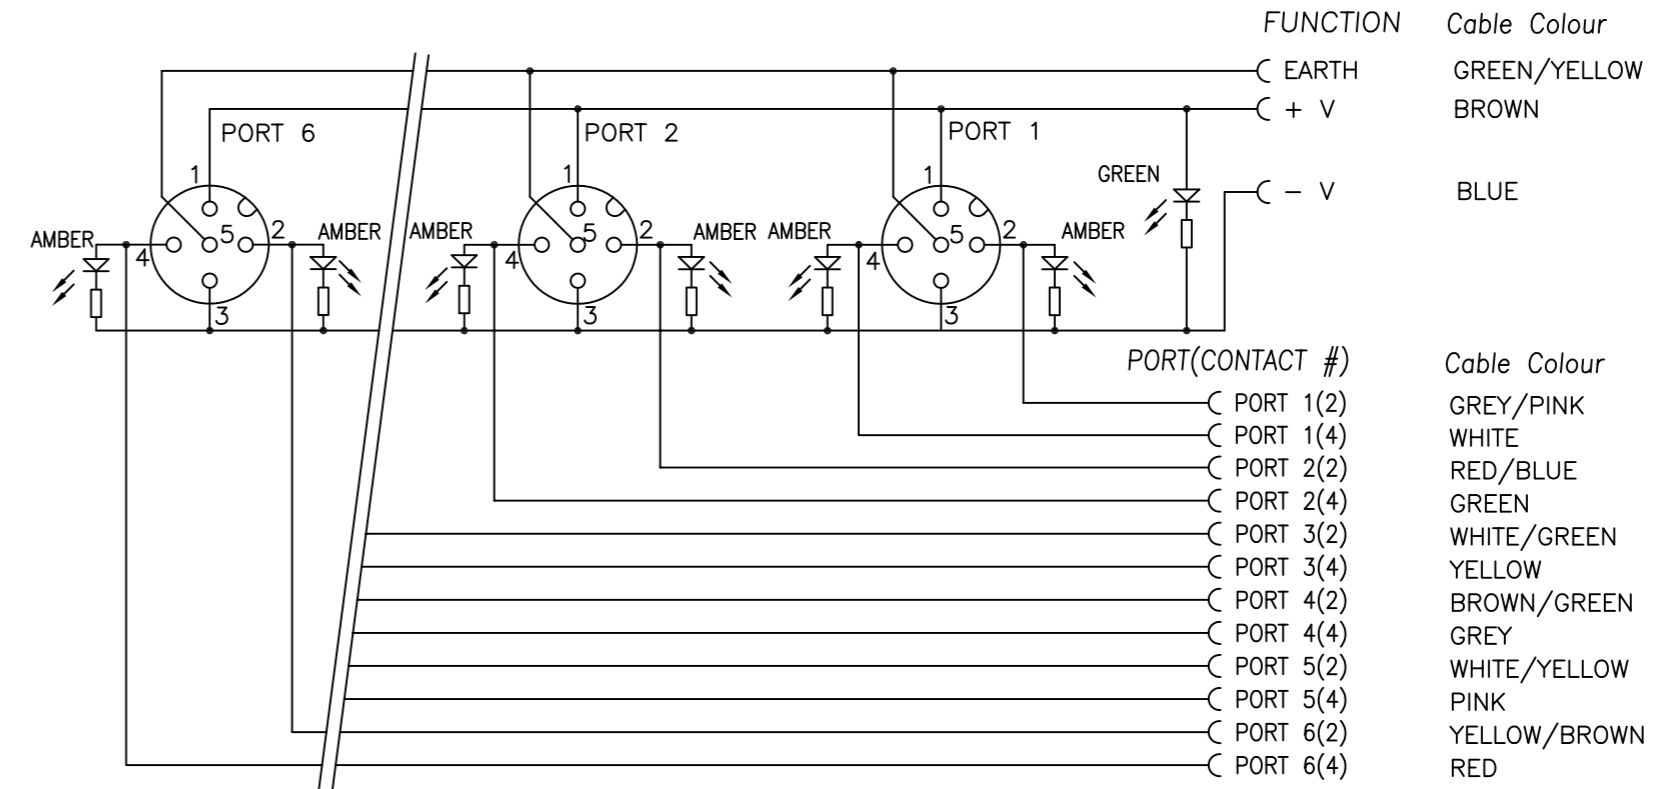 FUNCTION Cable Colour
EARTH GREEN/YELLOW
+ V BROWN
PORT 6 PORT 2 PORT 1
1 1 1 GREEN
- V BLUE
AMBER 4 5 2 AMBER AMBER 4 5 2 AMBER AMBER 4 5 2 AMBER
3 3 3
PORT(CONTACT #) Cable Colour
PORT 1(2) GREY/PINK
PORT 1(4) WHITE
PORT 2(2) RED/BLUE
PORT 2(4) GREEN
PORT 3(2) WHITE/GREEN
PORT 3(4) YELLOW
PORT 4(2) BROWN/GREEN
PORT 4(4) GREY
PORT 5(2) WHITE/YELLOW
PORT 5(4) PINK
PORT 6(2) YELLOW/BROWN
PORT 6(4) RED